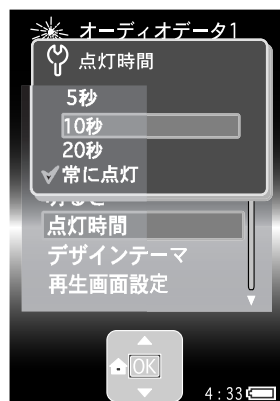 オーディオデータ1
点灯時間
5秒
10秒
20秒
常に点灯
点灯時間
デザインテーマ
再生画面設定
OK
4:33